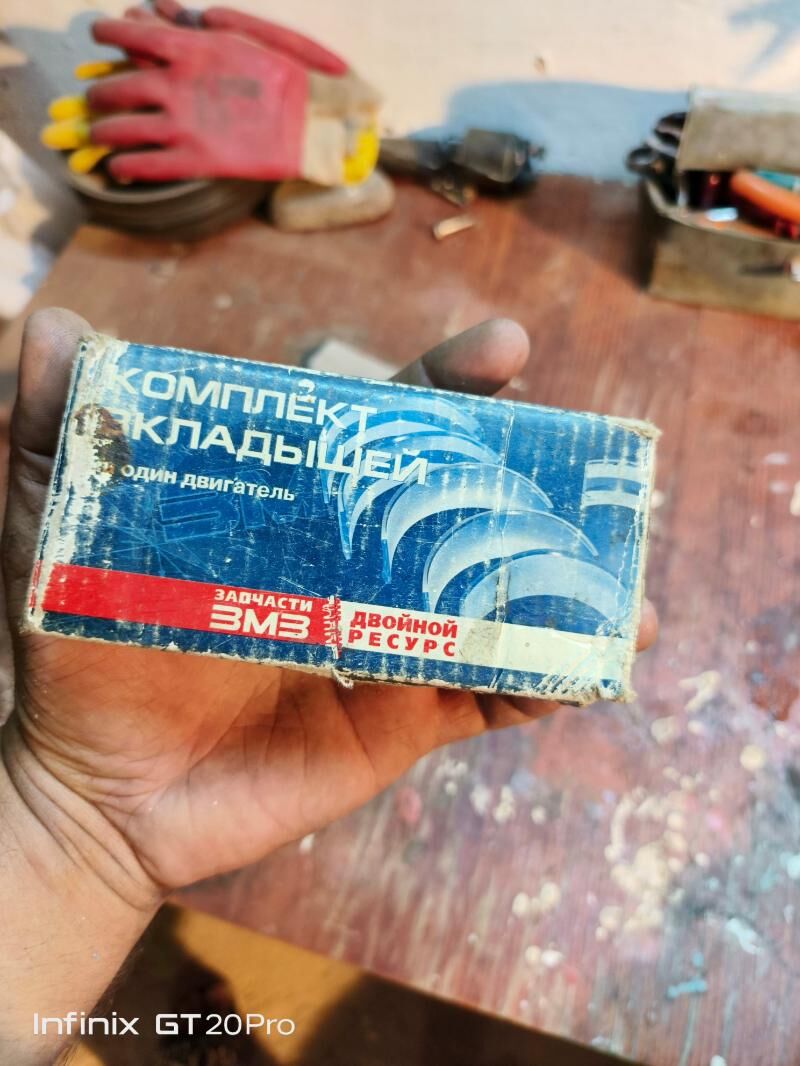 КОМПЛЕКТ
ВКЛАДЫШЕЙ
один двигатель
ЗАПЧАСТИ
ЗМЗ
ДВОЙНОЙ
РЕСУРС
Infinix GT20Pro